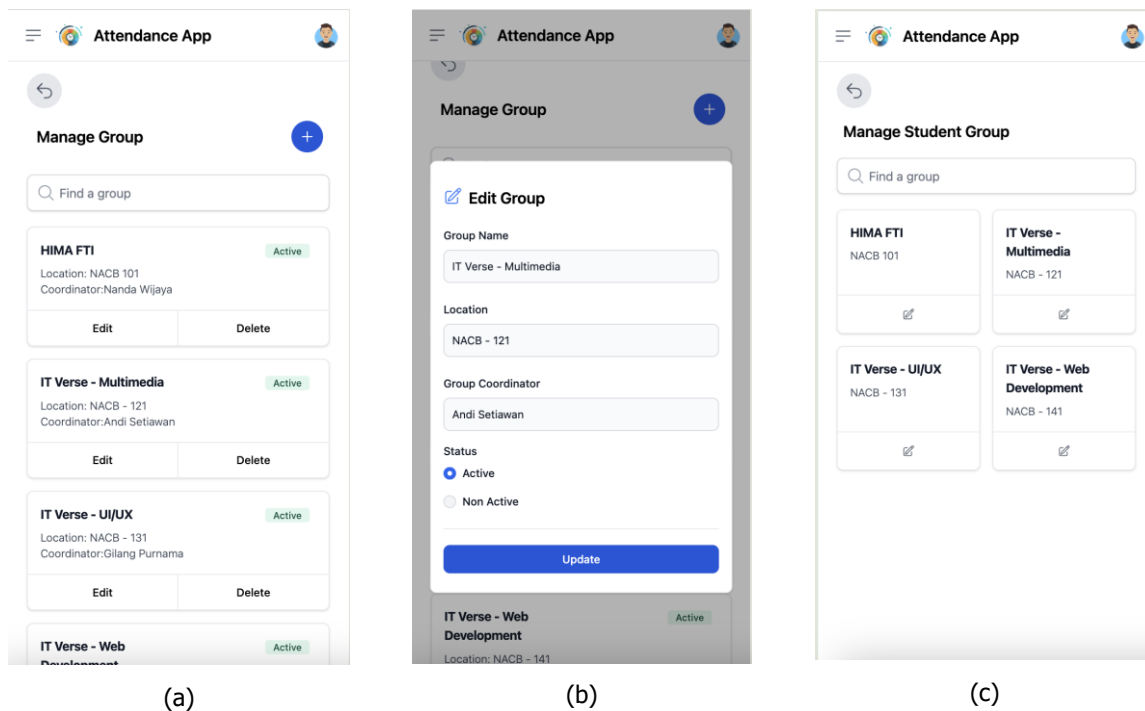 Attendance App
Manage Group
Find a group
HIMA FTI
Active
Location: NACB 101
Coordinator:Nanda Wijaya
Edit
Delete
IT Verse - Multimedia
Active
Location: NACB - 121
Coordinator:Andi Setiawan
Edit
Delete
IT Verse - UI/UX
Active
Location: NACB - 131
Coordinator:Gilang Purnama
Edit
Delete
IT Verse - Web
Active
Development
(a)
Attendance App
Manage Group
Edit Group
Group Name
IT Verse - Multimedia
Location
NACB - 121
Group Coordinator
Andi Setiawan
Status
Active
Non Active
Update
IT Verse - Web
Active
Development
Location: NACB - 141
(b)
Attendance App
Manage Student Group
Find a group
HIMA FTI
NACB 101
IT Verse -
Multimedia
NACB - 121
IT Verse - UI/UX
NACB - 131
IT Verse - Web
Development
NACB - 141
(c)